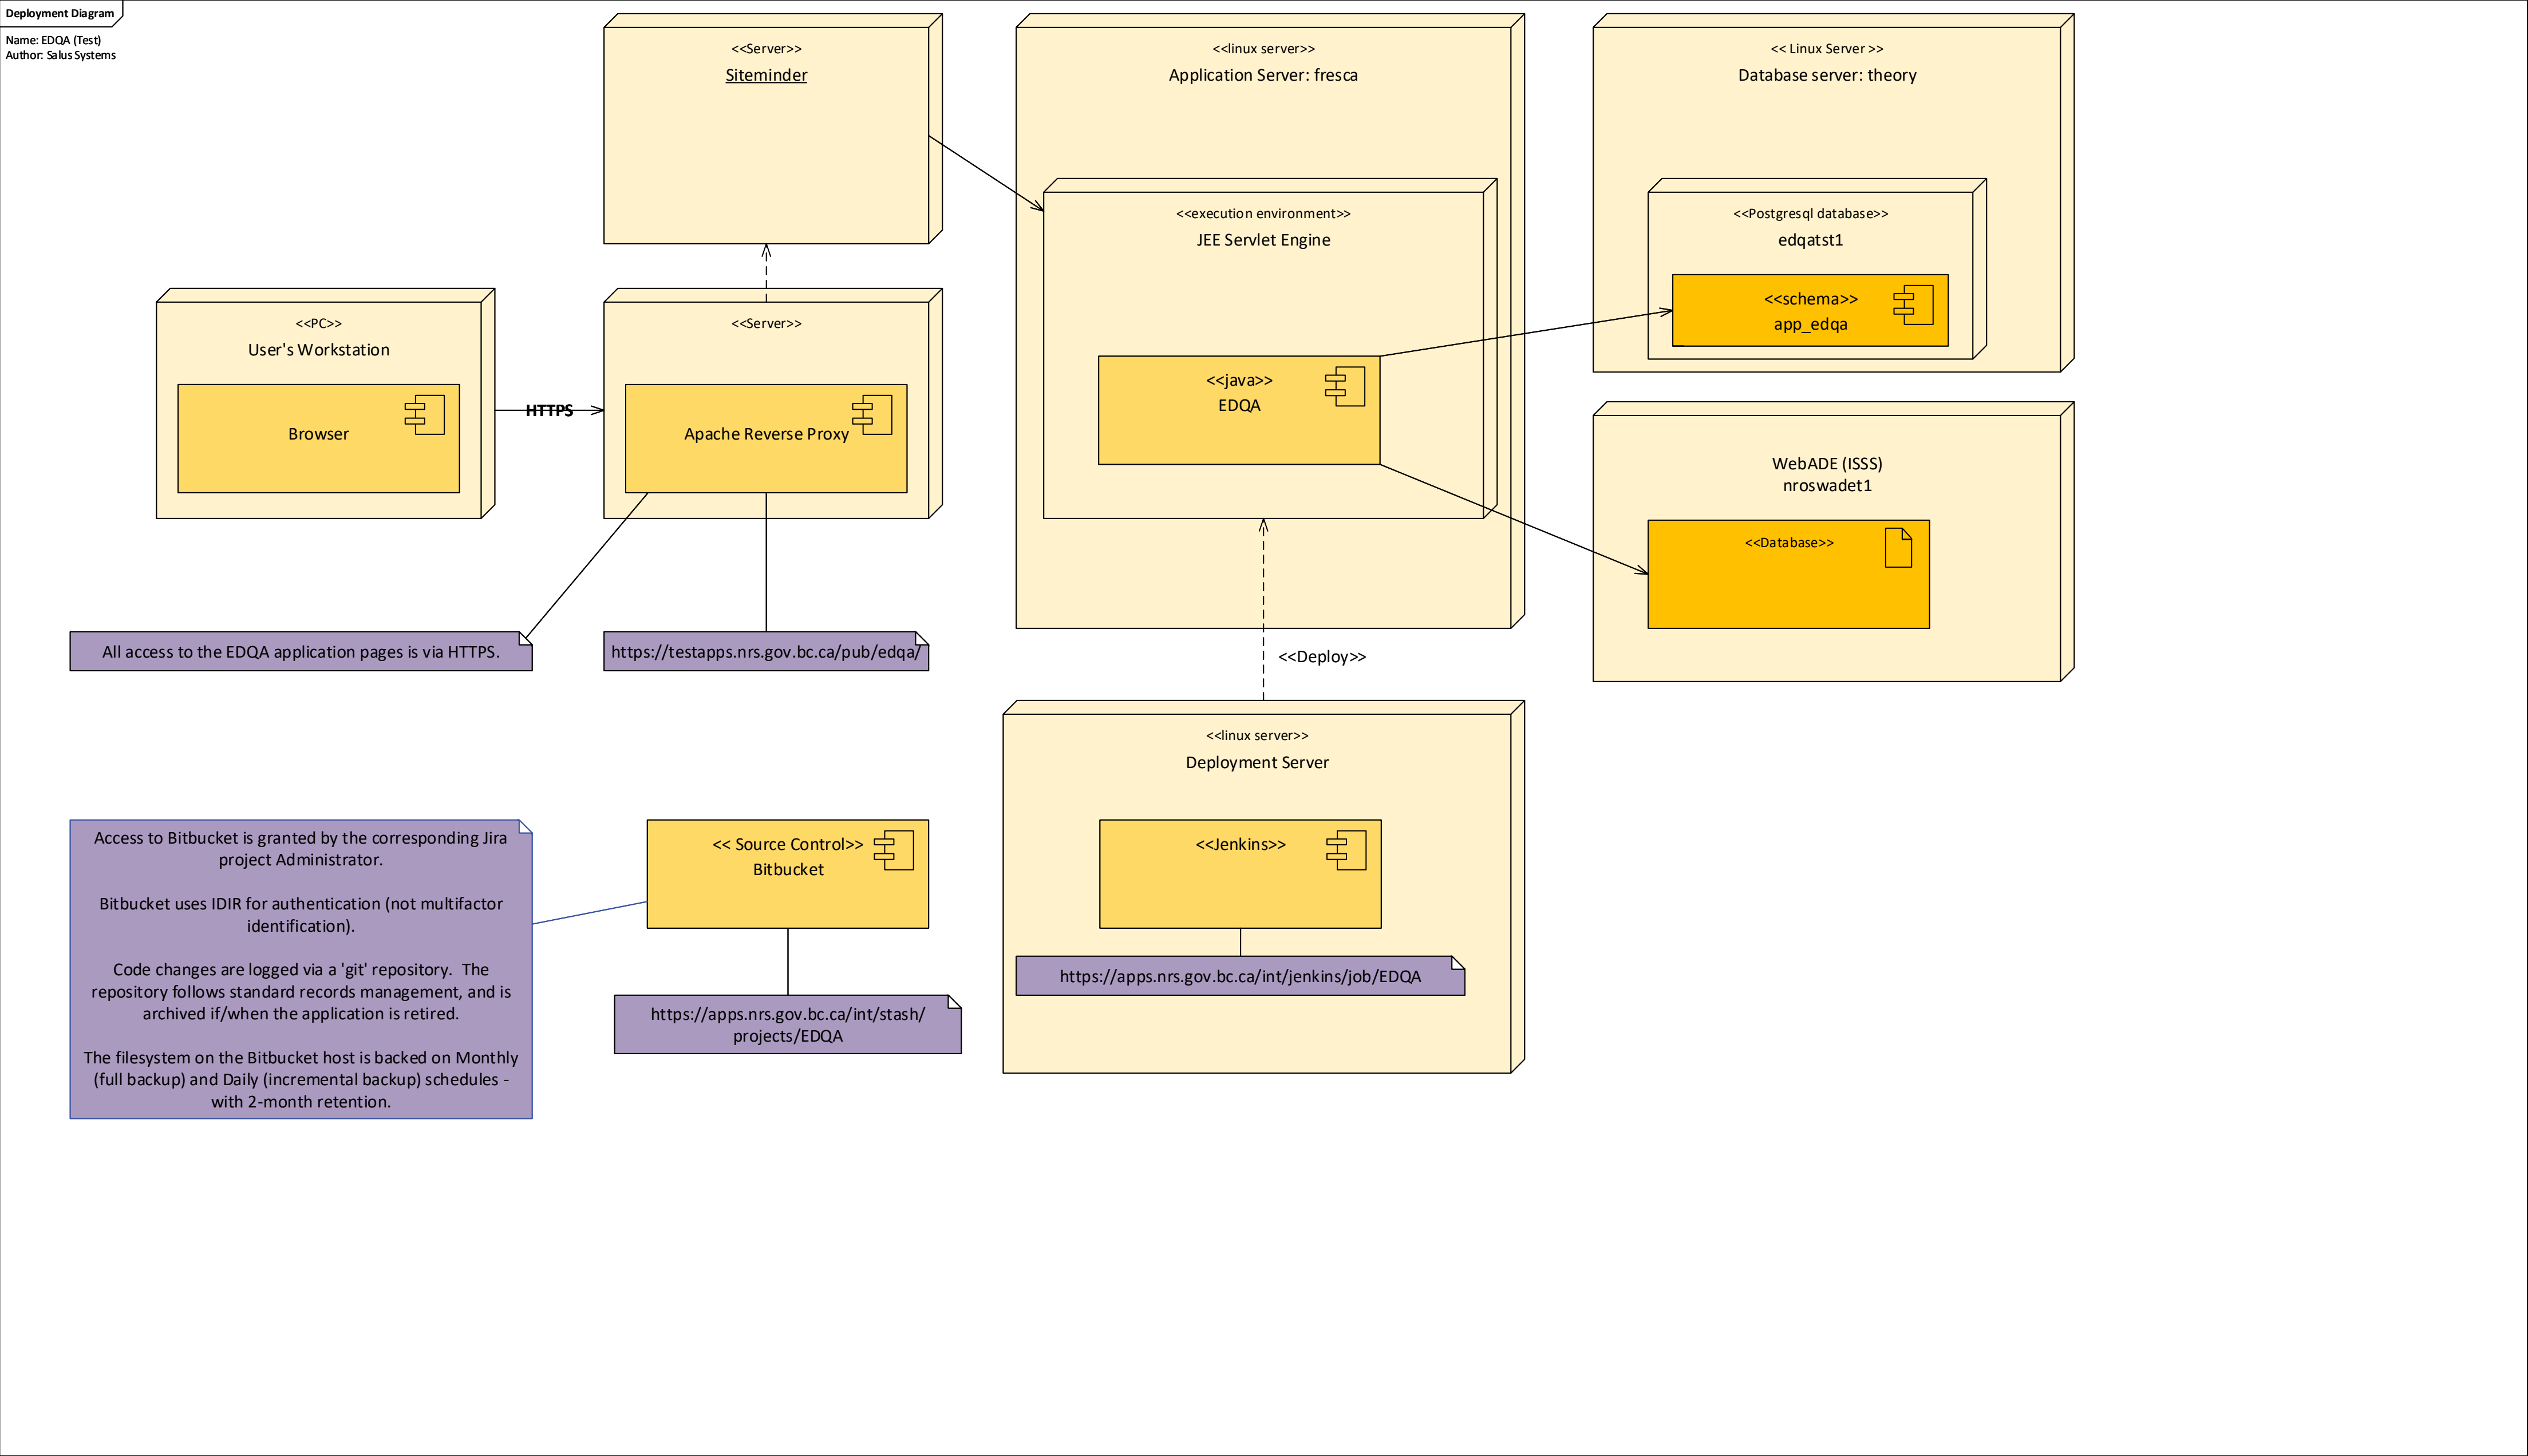 Deployment Diagram
Name: EDQA (Test)
Author: Salus Systems
<<Server>>
Siteminder
<<linux server>>
Application Server: fresca
<< Linux Server >>
Database server: theory
<<execution environment>>
JEE Servlet Engine
<<Postgresql database>>
edqatst1
<<schema>>
app_edqa
<<PC>>
User's Workstation
Browser
HTTPS
<<Server>>
Apache Reverse Proxy
<<java>>
EDQA
WebADE (ISSS)
nroswadet1
<<Database>>
All access to the EDQA application pages is via HTTPS.
https://testapps.nrs.gov.bc.ca/pub/edqa/
<<Deploy>>
<<linux server>>
Deployment Server
Access to Bitbucket is granted by the corresponding Jira
project Administrator.
Bitbucket uses IDIR for authentication (not multifactor
identification).
Code changes are logged via a 'git' repository.  The
repository follows standard records management, and is
archived if/when the application is retired.
The filesystem on the Bitbucket host is backed on Monthly
(full backup) and Daily (incremental backup) schedules -
with 2-month retention.
<< Source Control>>
Bitbucket
https://apps.nrs.gov.bc.ca/int/stash/
projects/EDQA
<<Jenkins>>
https://apps.nrs.gov.bc.ca/int/jenkins/job/EDQA